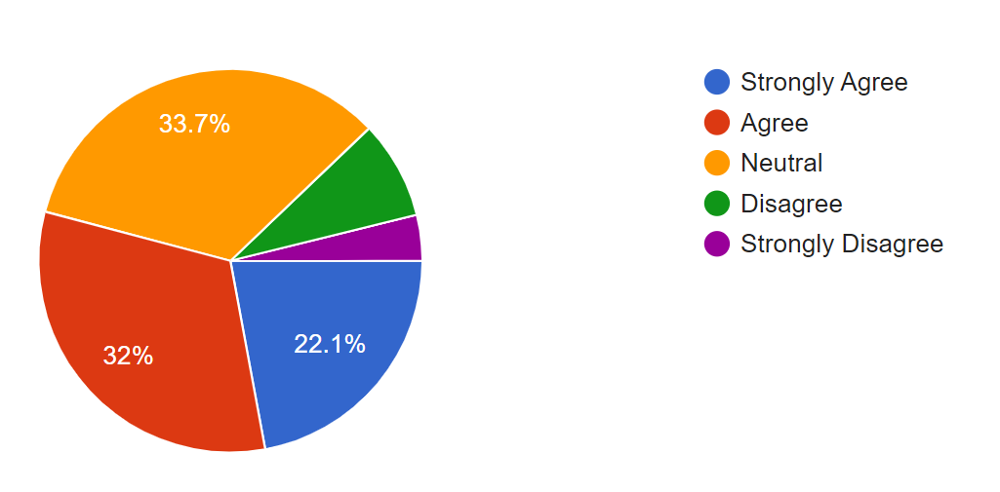 33.7%
32%
22.1%
Strongly Agree
Agree
Neutral
Disagree
Strongly Disagree